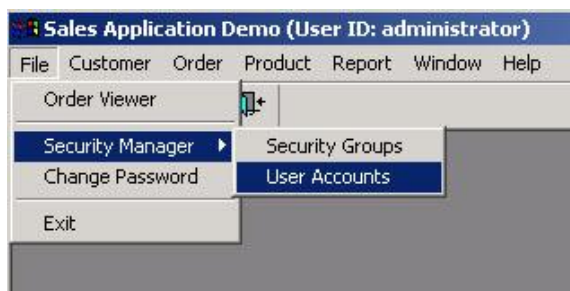 Sales Application Demo (User ID: administrator)
File Customer Order Product Report Window Help
Order Viewer
Security Manager
Security Groups
Change Password
User Accounts
Exit